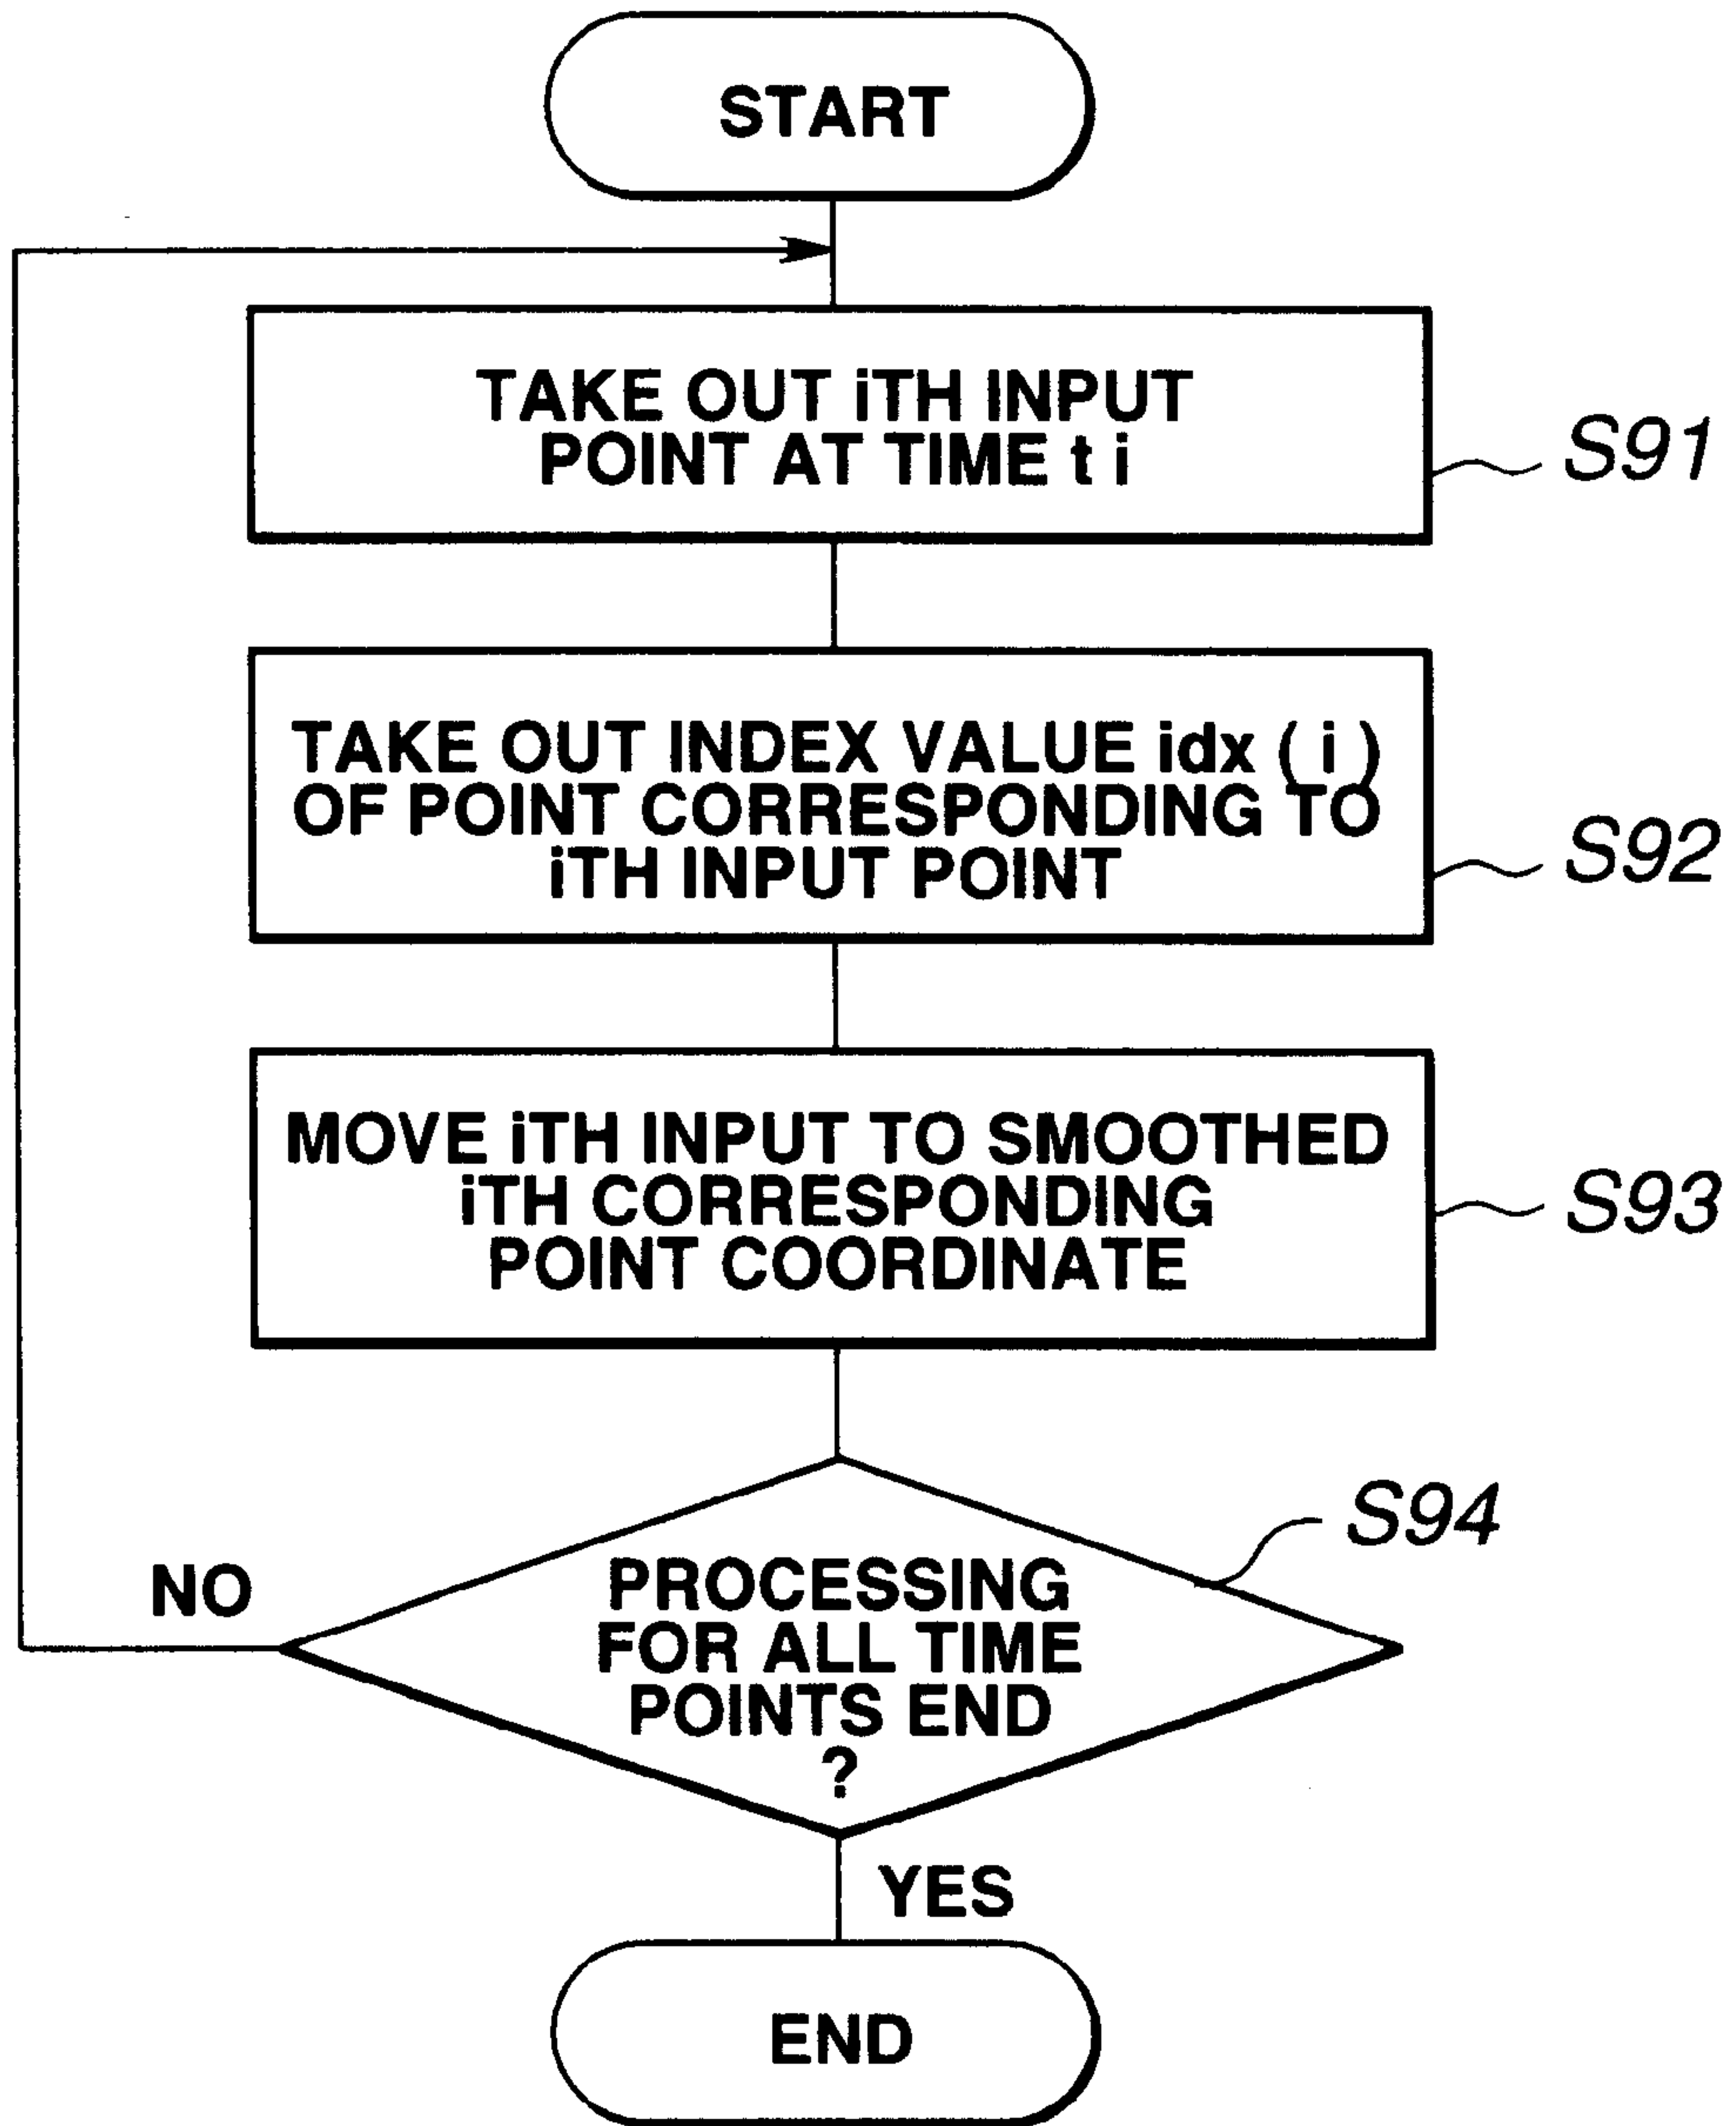 START
TAKE OUT iTH INPUT
POINT AT TIME t i
S91
TAKE OUT INDEX VALUE idx ( i )
OF POINT CORRESPONDING TO
iTH INPUT POINT
S92
MOVE iTH INPUT TO SMOOTHED
iTH CORRESPONDING
POINT COORDINATE
S93
S94
PROCESSING
FOR ALL TIME
POINTS END
?
NO
YES
END